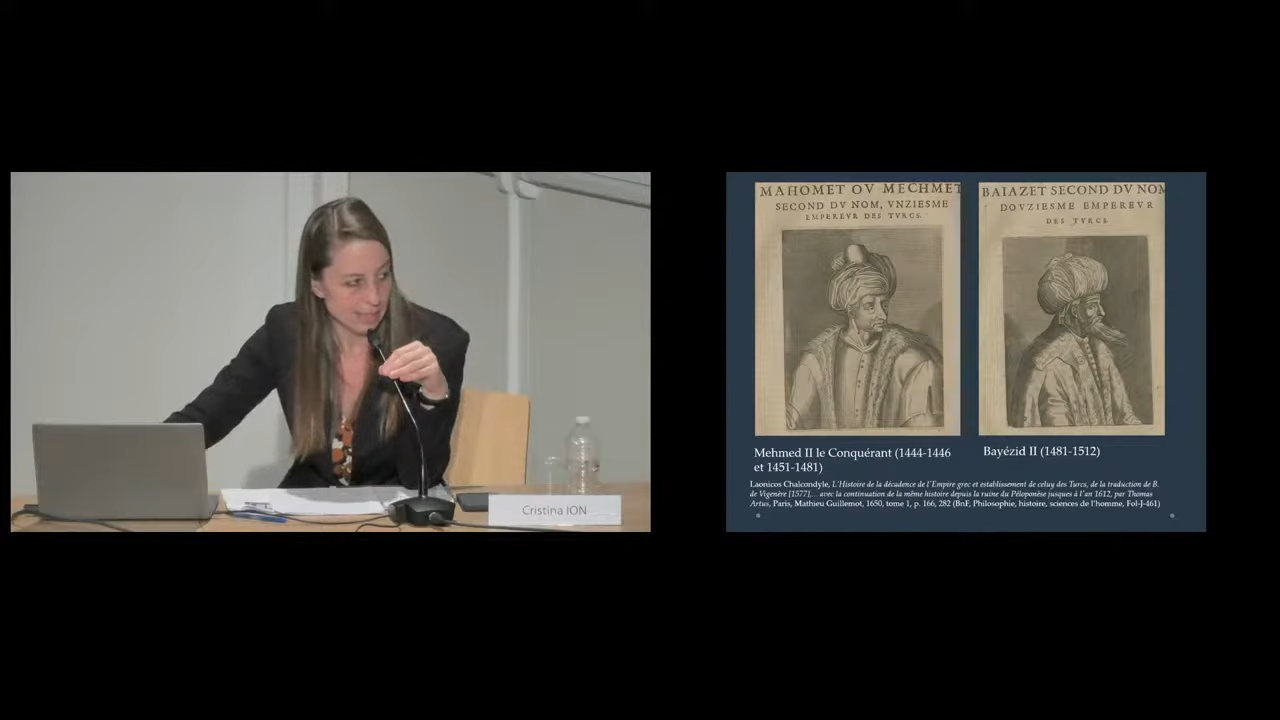 Cristina ION
MAHOMET OV MECHMET
SECOND DV NOM, VNZIESME
EMPEREVR DES TVRCS.
BAIAZET SECOND DV NOM
DOVZIESME EMPEREVR
DES TVRCS
Mehmed II le Conquérant (1444-1446
et 1451-1481)
Bayézid II (1481-1512)
Laonicos Chalcondyle, L'Histoire de la décadence de l'Empire grec et establissement de celuy des Turcs, de la traduction de B.
de Vigenère [1577],... avec la continuation de la même histoire depuis la ruine du Péloponèse jusques à l'an 1612, par Thomas
Artus, Paris, Mathieu Guillemot, 1650, tome 1, p. 166, 282 (BnF, Philosophie, histoire, sciences de l'homme, Fol-J-461)